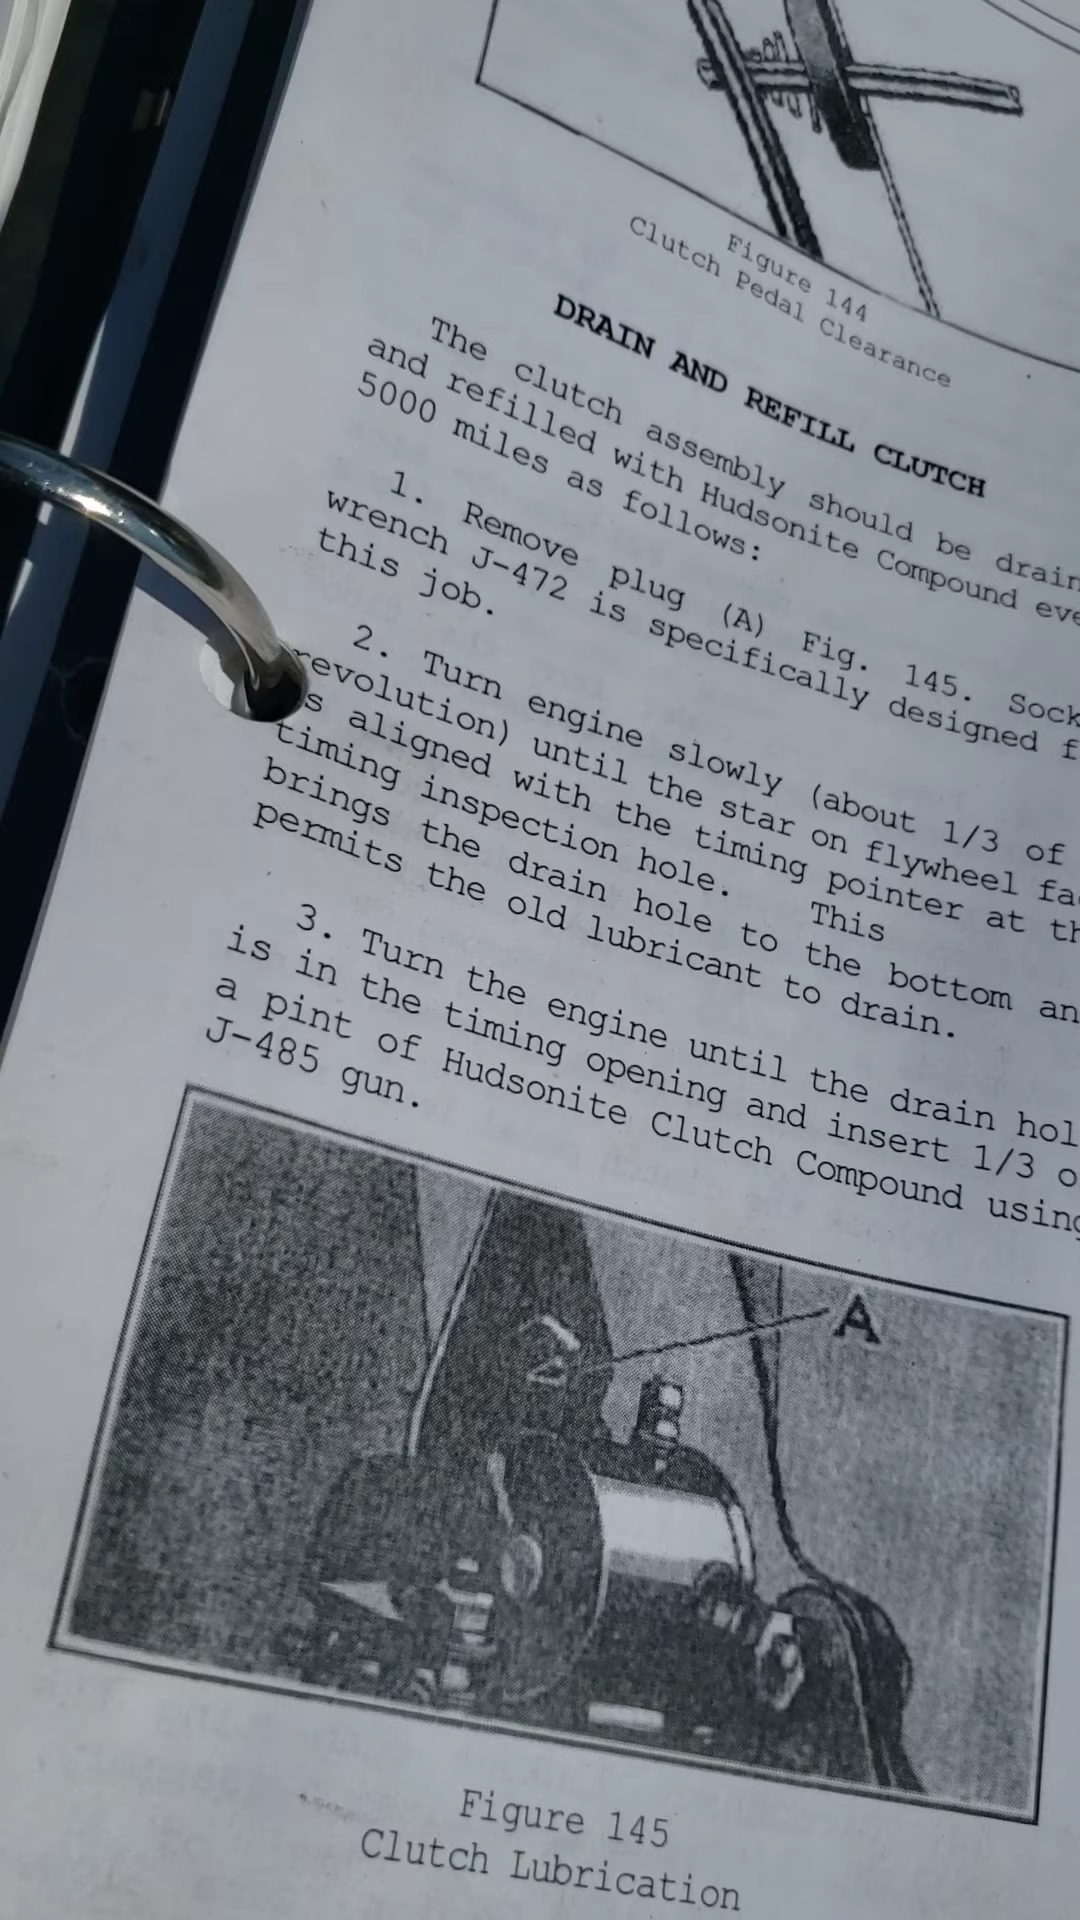 Figure 144
Clutch Pedal Clearance
DRAIN AND REFILL CLUTCH
The clutch assembly should be drain
and refilled with Hudsonite Compound eve
5000 miles as follows:
1. Remove plug (A) Fig. 145. Sock
wrench J-472 is specifically designed f
this job.
2. Turn engine slowly (about 1/3 of
revolution) until the star on flywheel fa
s aligned with the timing pointer at th
timing inspection hole. This
brings the drain hole to the bottom an
permits the old lubricant to drain.
3. Turn the engine until the drain hol
is in the timing opening and insert 1/3 o
a pint of Hudsonite Clutch Compound using
J-485 gun.
A
Figure 145
Clutch Lubrication